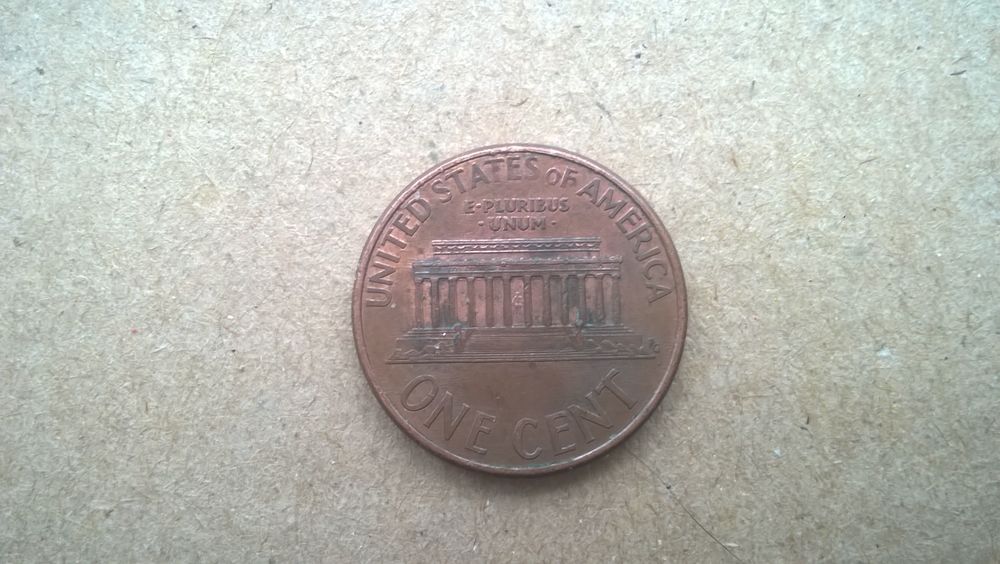 UNITED STATES OF AMERICA
E·PLURIBUS
·UNUM·
ONE CENT